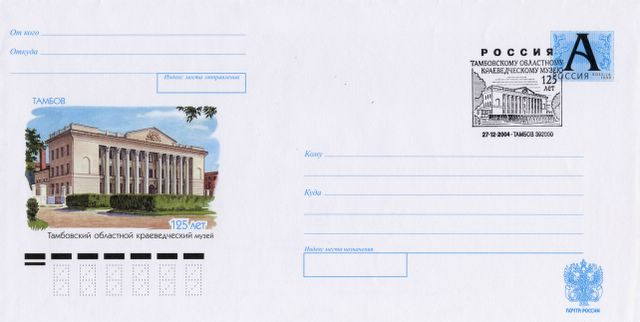 От кого
Откуда
Индекс места отправления
ТАМБОВ
125 лет
Тамбовский областной краеведческий музей
РОССИЯ
ТАМБОВСКОМУ ОБЛАСТНОМУ
КРАЕВЕДЧЕСКОМУ МУЗЕЮ
125
ЛЕТ
27-12-2004 • ТАМБОВ 392000
А
РОССИЯ
Кому
Куда
Индекс места назначения
ПОЧТА РОССИИ